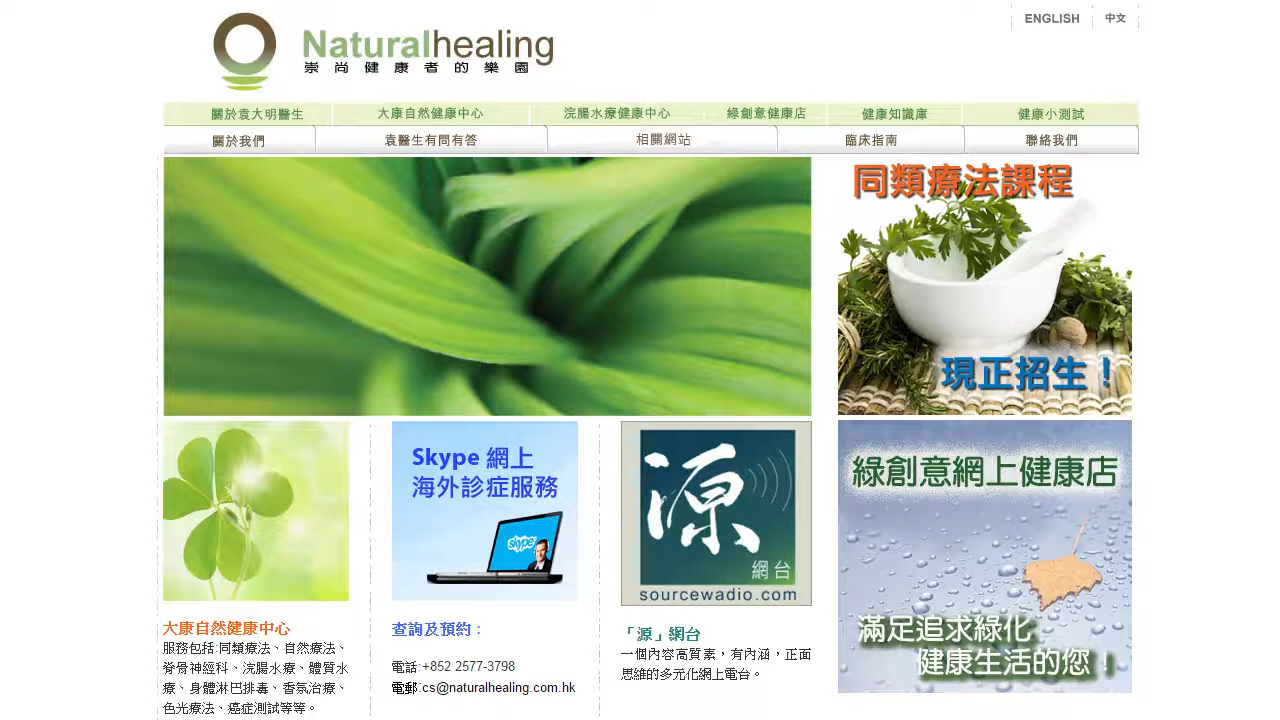 ENGLISH
中文
Naturalhealing
崇尚健康者的樂園
關於袁大明醫生
大康自然健康中心
浣腸水療健康中心
綠創意健康店
健康知識庫
健康小測試
關於我們
袁醫生有問有答
相關網站
臨床指南
聯絡我們
同類療法課程
現正招生！
Skype 網上
海外診症服務
skype
源
網台
sourcewadio.com
綠創意網上健康店
滿足追求綠化
健康生活的您！
大康自然健康中心
服務包括:同類療法、自然療法、
脊骨神經科、浣腸水療、體質水
療、身體淋巴排毒、香氛治療、
色光療法、癌症測試等等。
查詢及預約：
電話:+852 2577-3798
電郵:cs@naturalhealing.com.hk
「源」網台
一個內容高質素，有內涵，正面
思維的多元化網上電台。